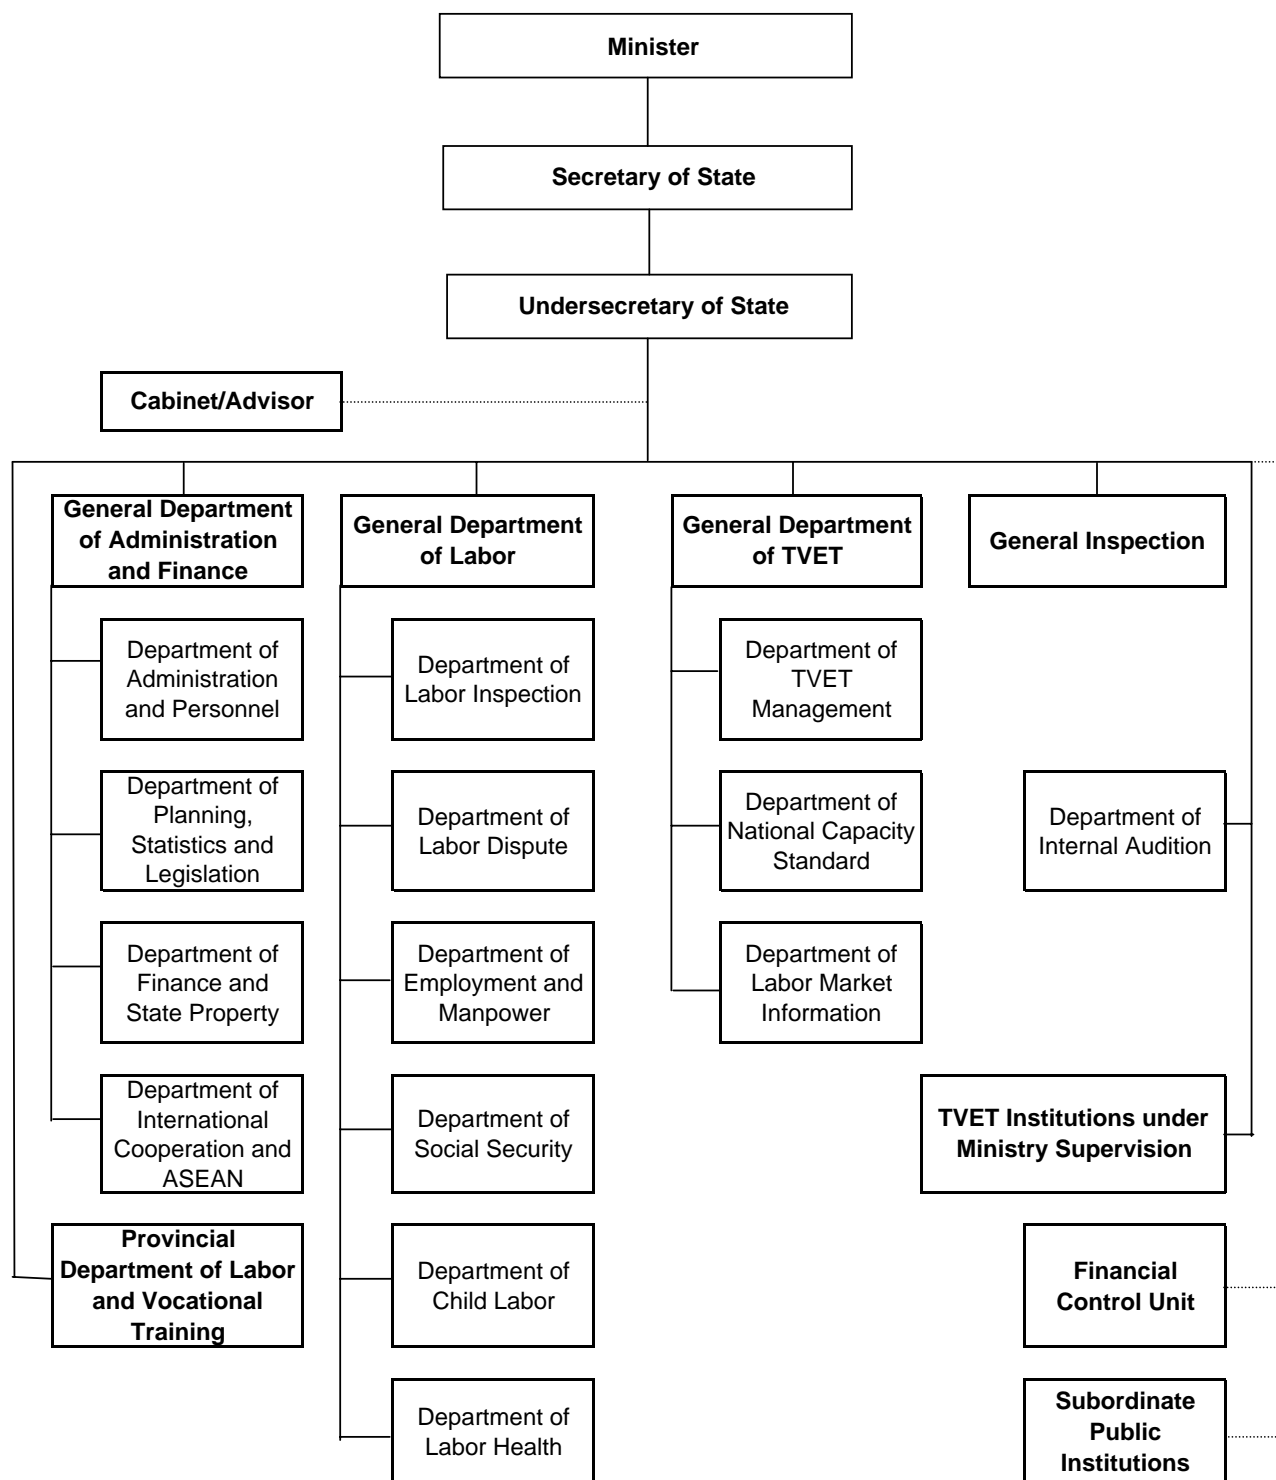 Minister
Secretary of State
Undersecretary of State
Cabinet/Advisor
General Department
of Administration
and Finance
General Department
of Labor
General Department
of TVET
General Inspection
Department of
Administration
and Personnel
Department of
Labor Inspection
Department of
TVET
Management
Department of
Planning,
Statistics and
Legislation
Department of
Labor Dispute
Department of
National Capacity
Standard
Department of
Internal Audition
Department of
Finance and
State Property
Department of
Employment and
Manpower
Department of
Labor Market
Information
Department of
International
Cooperation and
ASEAN
Department of
Social Security
TVET Institutions under
Ministry Supervision
Provincial
Department of Labor
and Vocational
Training
Department of
Child Labor
Financial
Control Unit
Department of
Labor Health
Subordinate
Public
Institutions